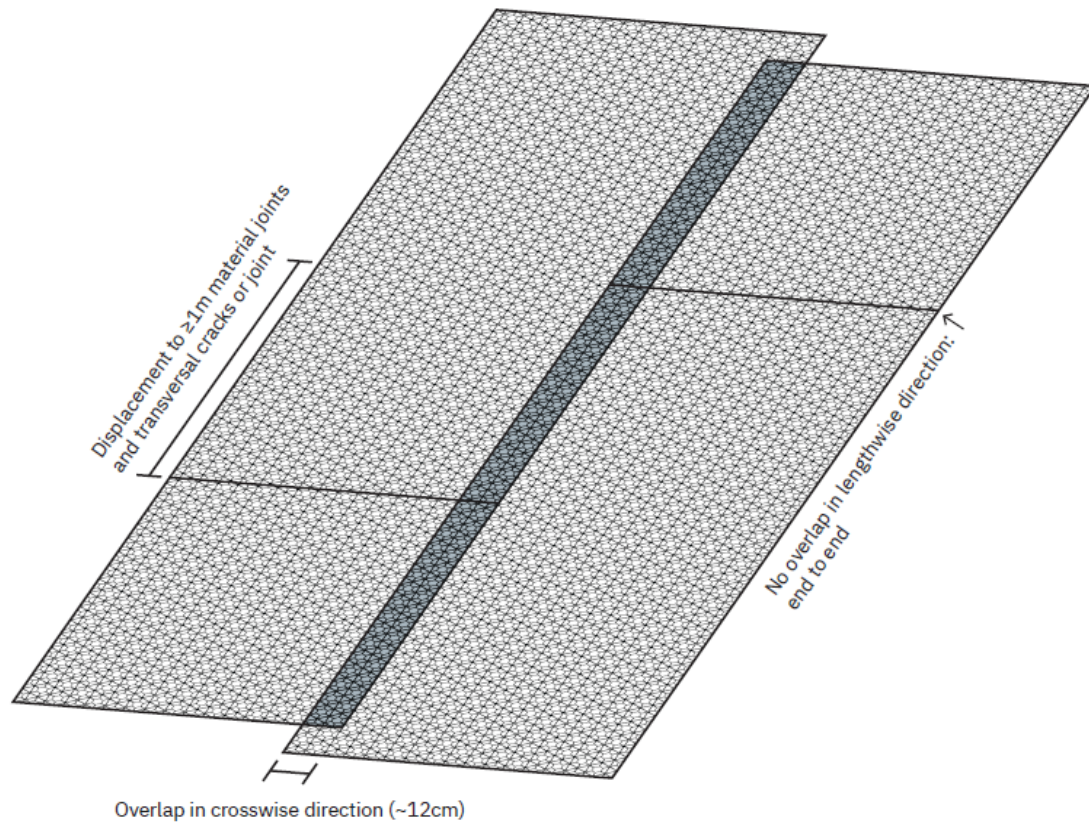 Displacement to ≥1m material joints
and transversal cracks or joint
No overlap in lengthwise direction: ↑
end to end
Overlap in crosswise direction (~12cm)